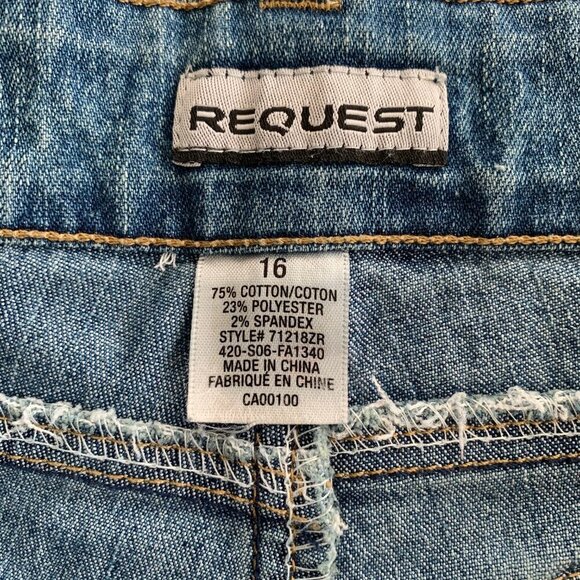 REQUEST
16
75% COTTON/COTON
23% POLYESTER
2% SPANDEX
STYLE# 71218ZR
420-S06-FA1340
MADE IN CHINA
FABRIQUÉ EN CHINE
CA00100